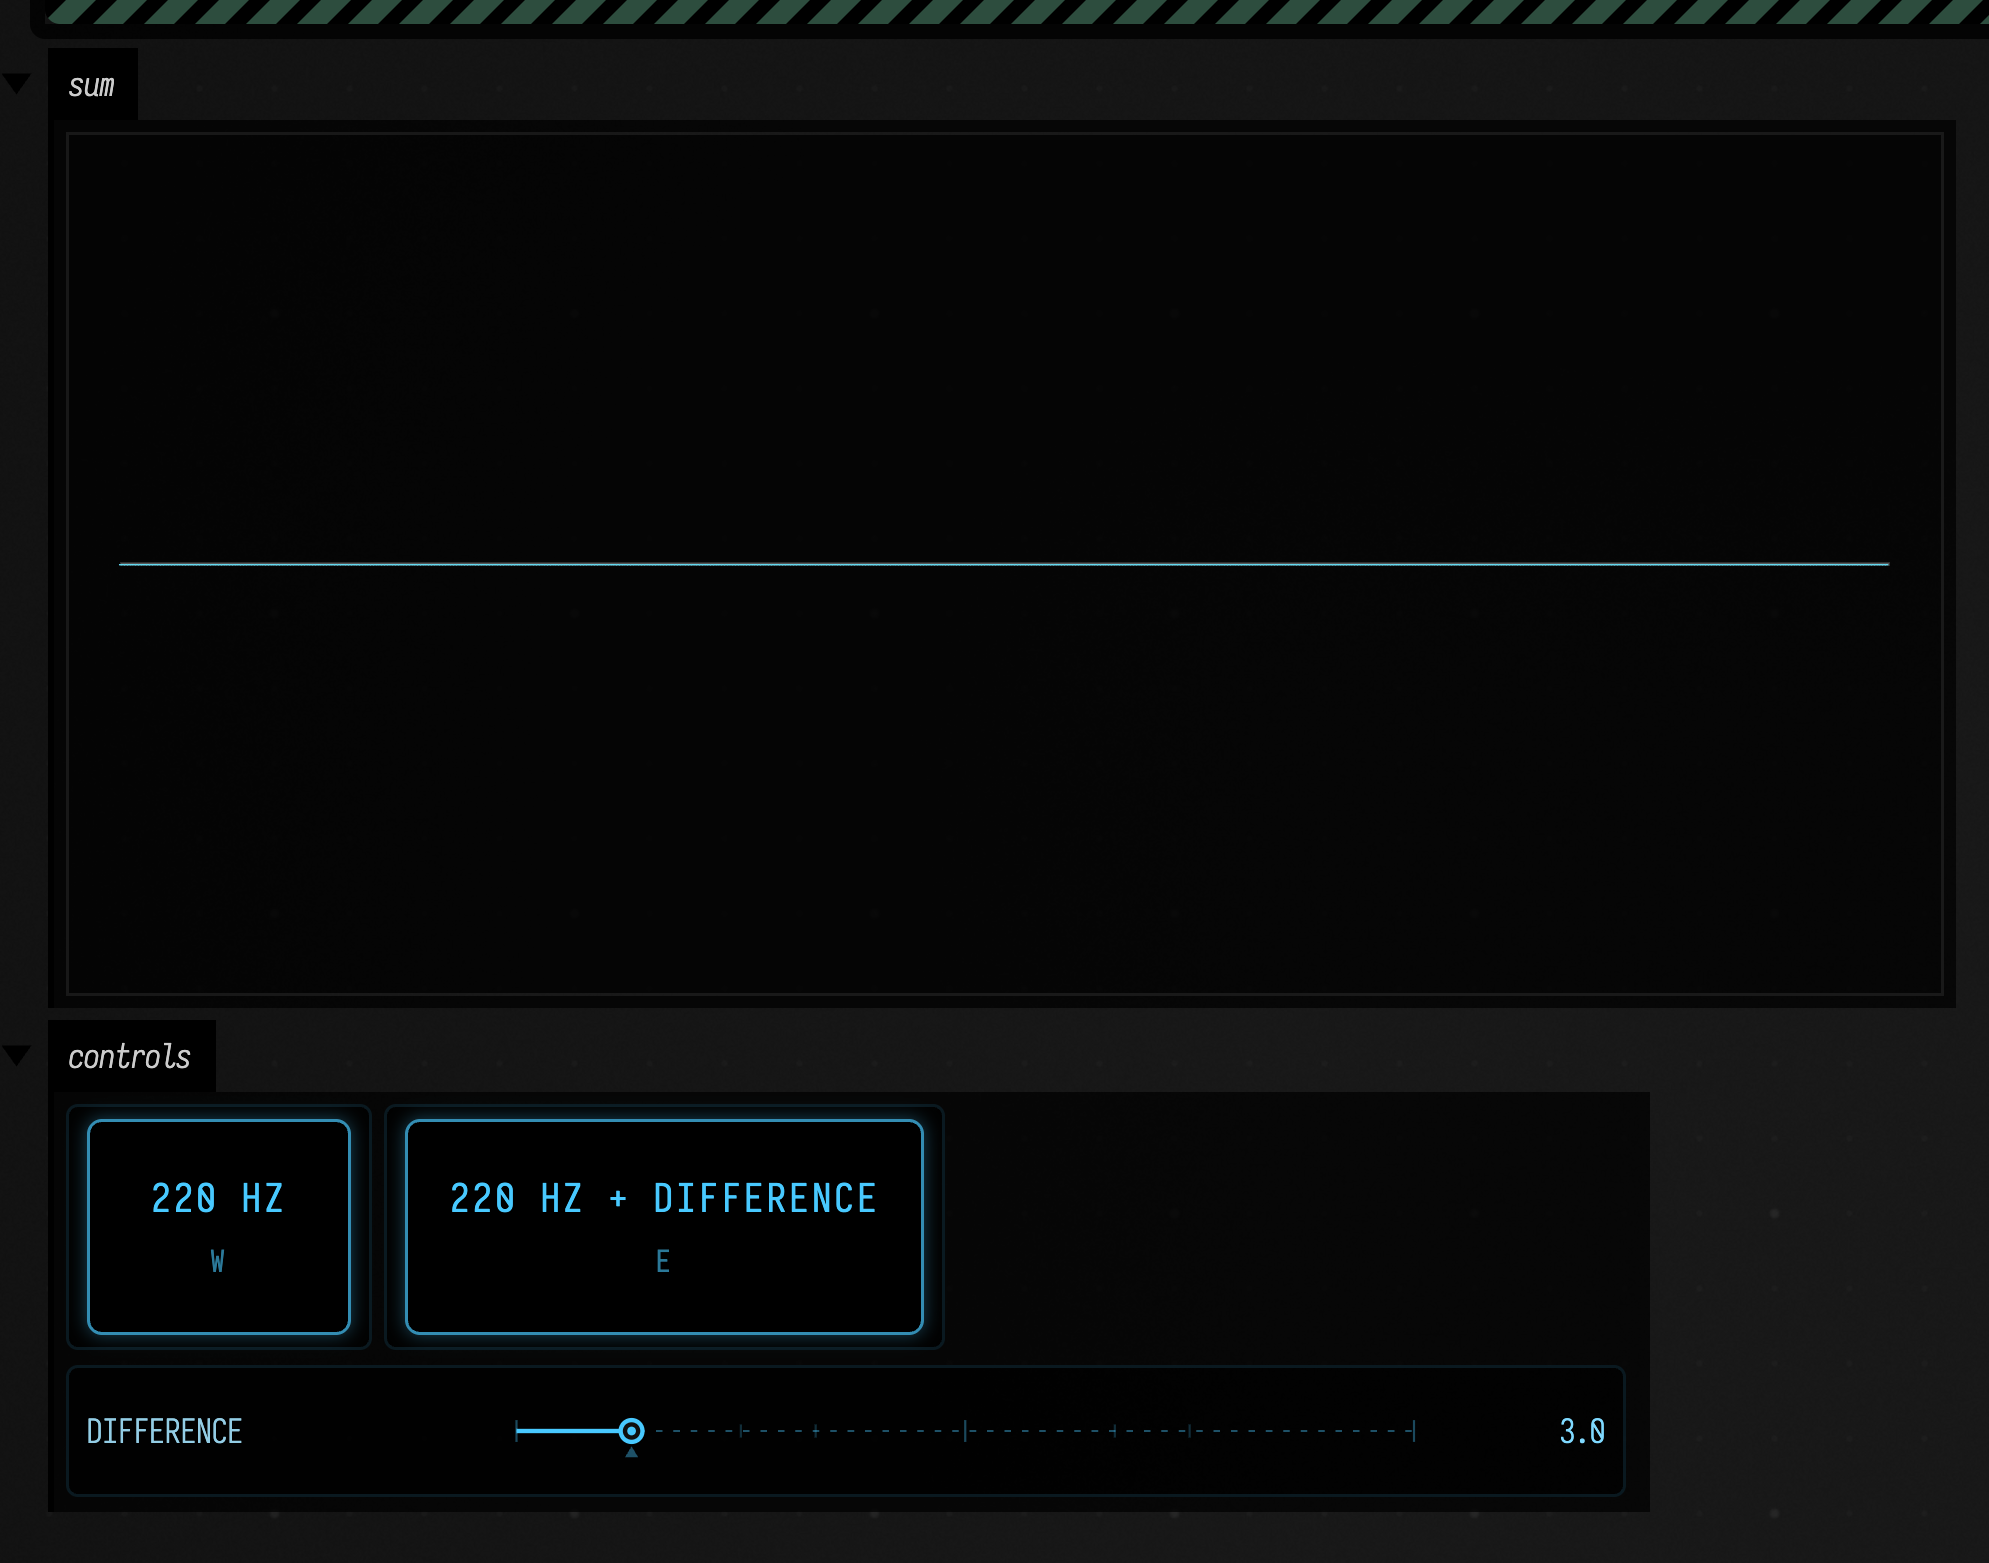 sum
controls
220 HZ
W
220 HZ + DIFFERENCE
E
DIFFERENCE
3.0